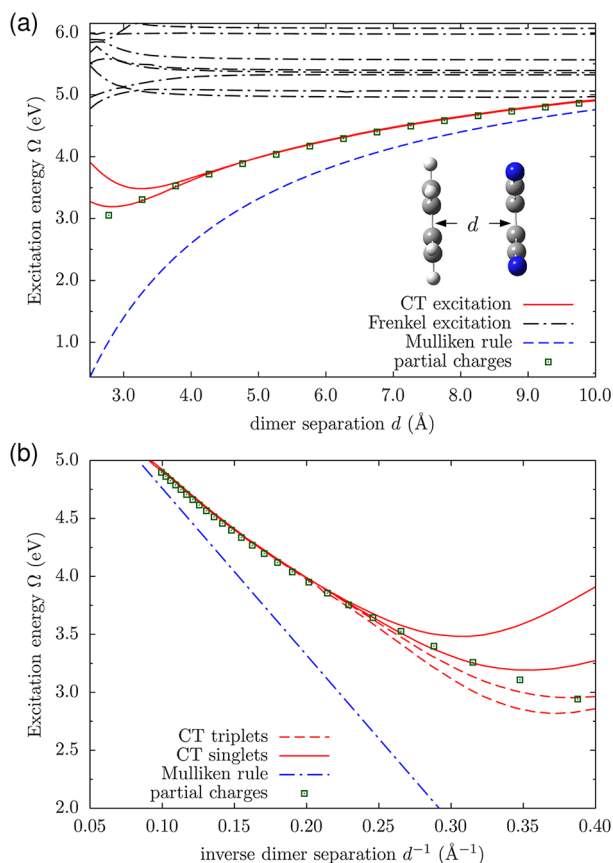 (a)
6.0
5.0
4.0
3.0
2.0
1.0
Excitation energy Ω (eV)
d
CT excitation
Frenkel excitation
Mulliken rule
partial charges
3.0 4.0 5.0 6.0 7.0 8.0 9.0 10.0
dimer separation d (Å)
(b)
5.0
4.5
4.0
3.5
3.0
2.5
2.0
Excitation energy Ω (eV)
CT triplets
CT singlets
Mulliken rule
partial charges
0.05 0.10 0.15 0.20 0.25 0.30 0.35 0.40
inverse dimer separation d⁻¹ (Å⁻¹)